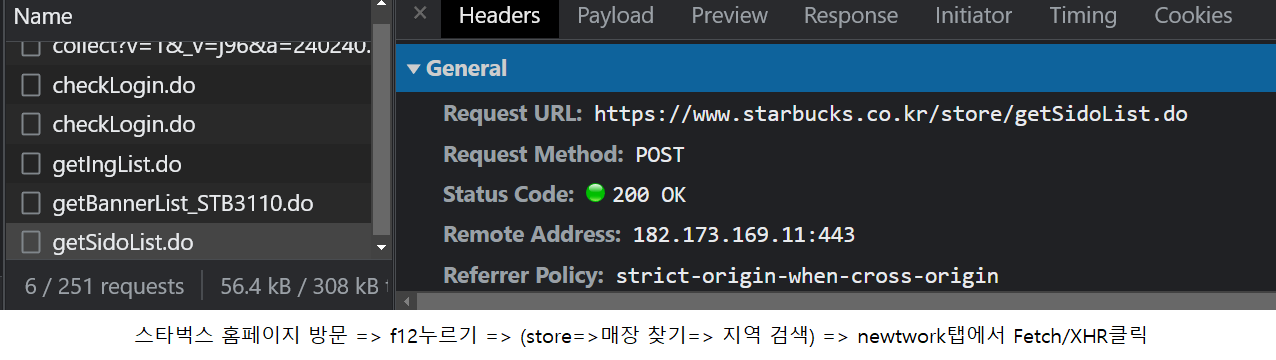 Name
Headers Payload Preview Response Initiator Timing Cookies
collect?v=1&_v=j96&a=240240.
General
checkLogin.do
Request URL: https://www.starbucks.co.kr/store/getSidoList.do
checkLogin.do
Request Method: POST
getIngList.do
Status Code: 200 OK
getBannerList_STB3110.do
Remote Address: 182.173.169.11:443
getSidoList.do
Referrer Policy: strict-origin-when-cross-origin
6 / 251 requests 56.4 kB / 308 kB
스타벅스 홈페이지 방문 => f12누르기 => (store=>매장 찾기=> 지역 검색) => newtwork탭에서 Fetch/XHR클릭